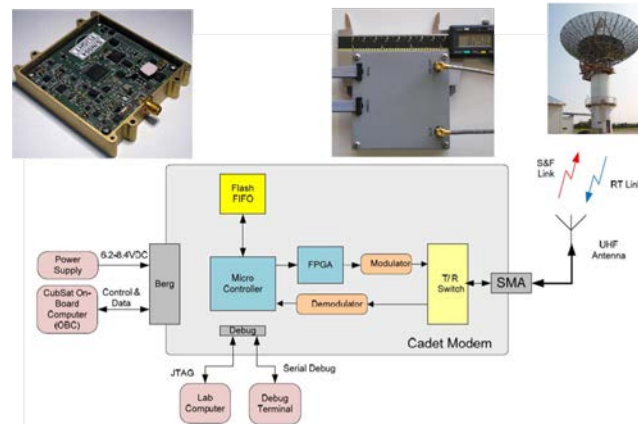 S&F
Link
RT Link
UHF
Antenna
Flash
FIFO
Power
Supply
6.2-8.4VDC
Berg
Micro
Controller
FPGA
Modulator
T/R
Switch
SMA
CubSat On-
Board
Computer
(OBC)
Control &
Data
Demodulator
Debug
Cadet Modem
JTAG
Serial Debug
Lab
Computer
Debug
Terminal